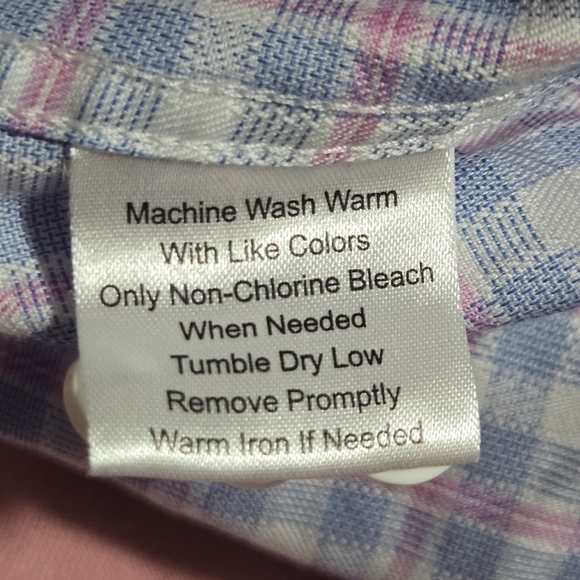 Machine Wash Warm
With Like Colors
Only Non-Chlorine Bleach
When Needed
Tumble Dry Low
Remove Promptly
Warm Iron If Needed